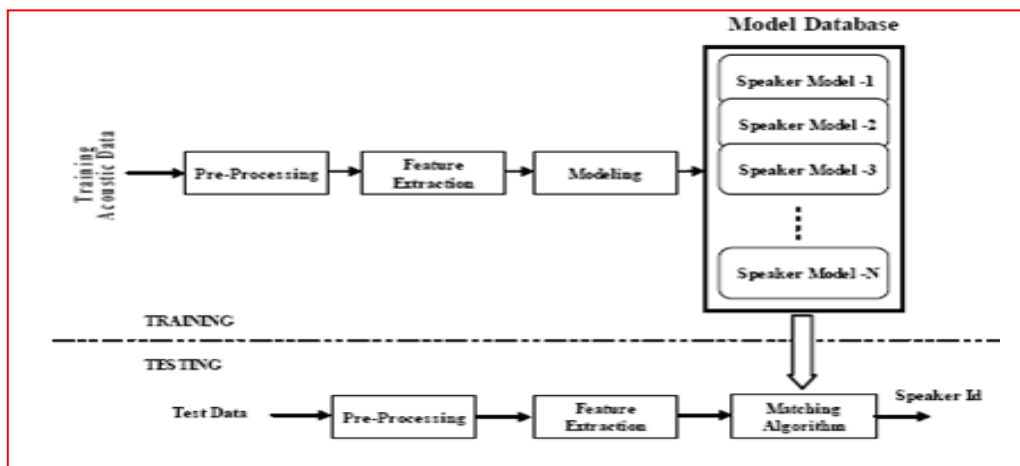 Model Database
Speaker Model -1
Speaker Model -2
Speaker Model -3
Speaker Model -N
Training
Acoustic Data
Pre-Processing
Feature
Extraction
Modeling
TRAINING
TESTING
Test Data
Pre-Processing
Feature
Extraction
Matching
Algorithm
Speaker Id